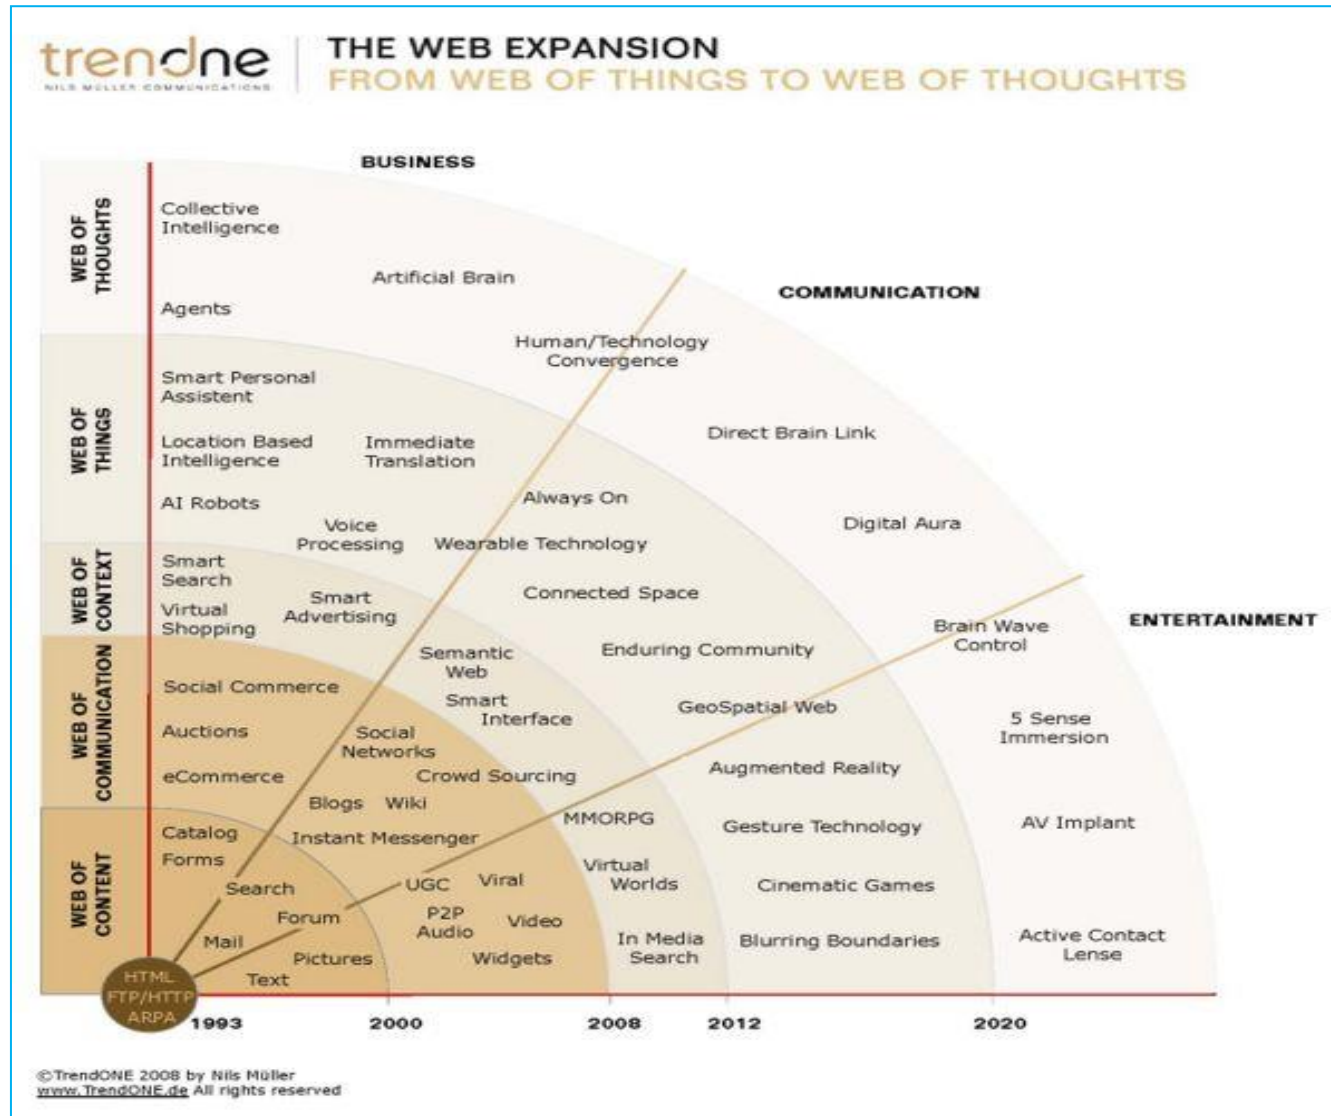 trendne
NILS MÜLLER COMMUNICATIONS
THE WEB EXPANSION
FROM WEB OF THINGS TO WEB OF THOUGHTS
BUSINESS
COMMUNICATION
ENTERTAINMENT
WEB OF
THOUGHTS
Collective
Intelligence
Artificial Brain
Agents
Human/Technology
Convergence
Direct Brain Link
Digital Aura
Brain Wave
Control
5 Sense
Immersion
AV Implant
Active Contact
Lense
WEB OF
THINGS
Smart Personal
Assistent
Location Based
Intelligence
Immediate
Translation
AI Robots
Voice
Processing
Always On
Wearable Technology
Connected Space
Enduring Community
GeoSpatial Web
Augmented Reality
Gesture Technology
Cinematic Games
Blurring Boundaries
WEB OF
CONTEXT
Smart
Search
Virtual
Shopping
Smart
Advertising
Semantic
Web
Smart
Interface
MMORPG
Virtual
Worlds
In Media
Search
WEB OF
COMMUNICATION
Social Commerce
Auctions
eCommerce
Social
Networks
Crowd Sourcing
Blogs
Wiki
Instant Messenger
UGC
Viral
P2P
Audio
Video
Widgets
WEB OF
CONTENT
Catalog
Forms
Search
Forum
Mail
Pictures
Text
HTML
FTP/HTTP
ARPA
1993
2000
2008
2012
2020
©TrendONE 2008 by Nils Müller
www.TrendONE.de All rights reserved